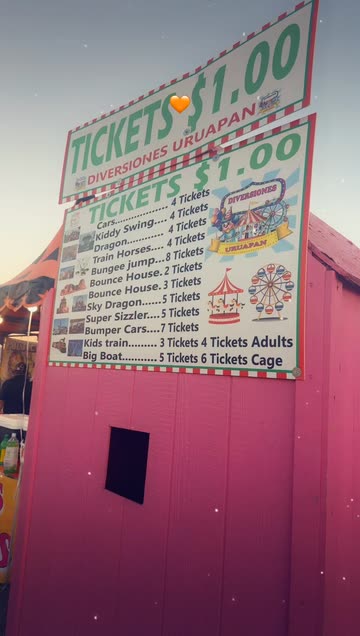 TICKETS $1.00
DIVERSIONES URUAPAN
TICKETS $1.00
Cars.............. 4 Tickets
Kiddy Swing.... 4 Tickets
Dragon........... 4 Tickets
Train Horses.... 4 Tickets
Bungee jump...8 Tickets
Bounce House. 2 Tickets
Bounce House. 3 Tickets
Sky Dragon......5 Tickets
Super Sizzler....5 Tickets
Bumper Cars....7 Tickets
Kids train.......... 3 Tickets 4 Tickets Adults
Big Boat........... 5 Tickets 6 Tickets Cage
DIVERSIONES
URUAPAN